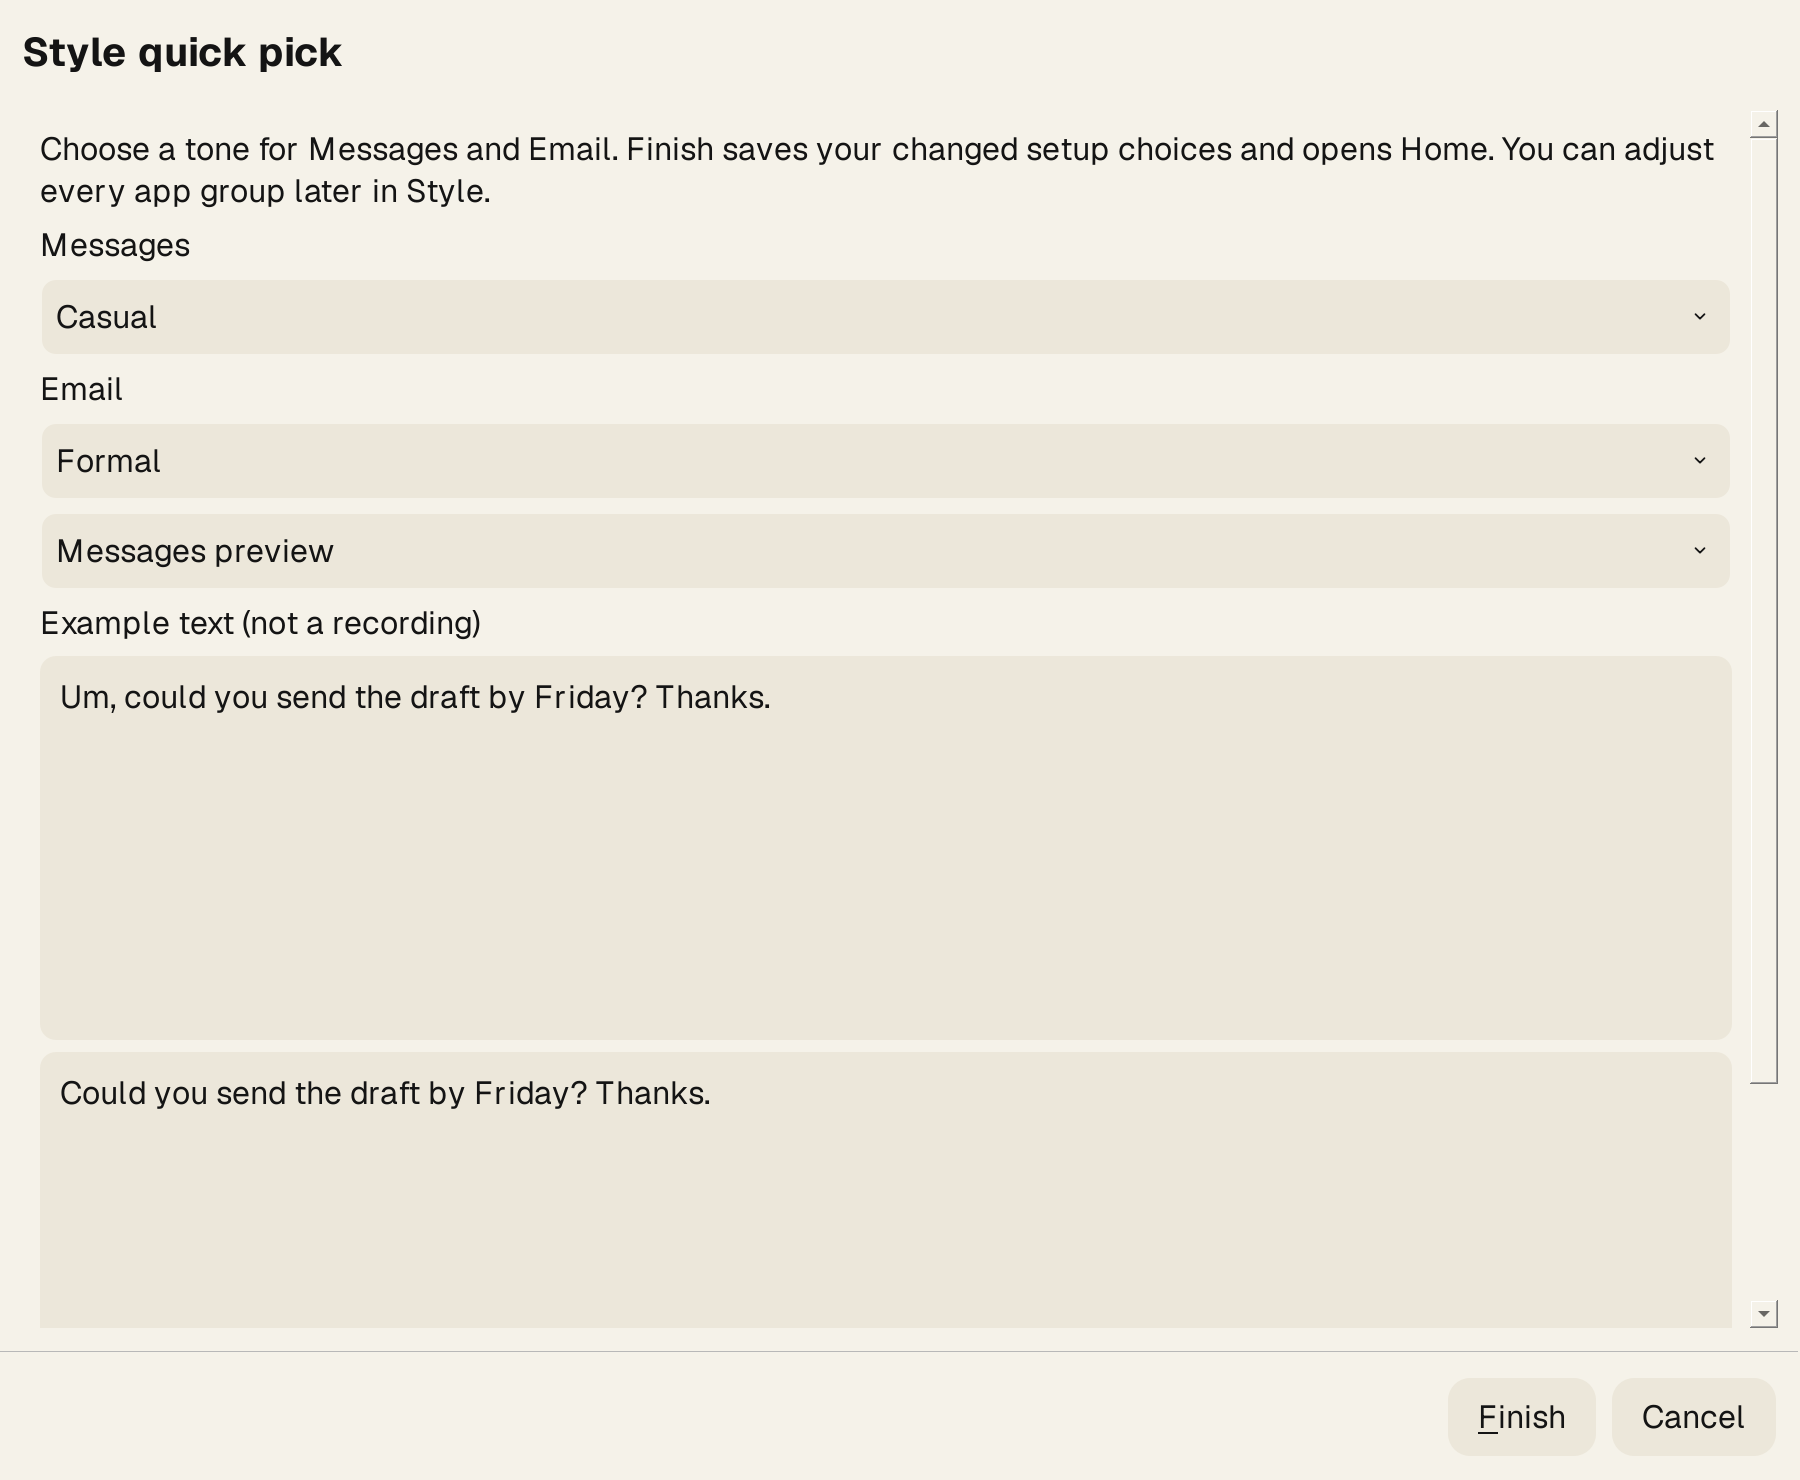 Style quick pick
Choose a tone for Messages and Email. Finish saves your changed setup choices and opens Home. You can adjust
every app group later in Style.
Messages
Casual
Email
Formal
Messages preview
Example text (not a recording)
Um, could you send the draft by Friday? Thanks.
Could you send the draft by Friday? Thanks.
Finish
Cancel